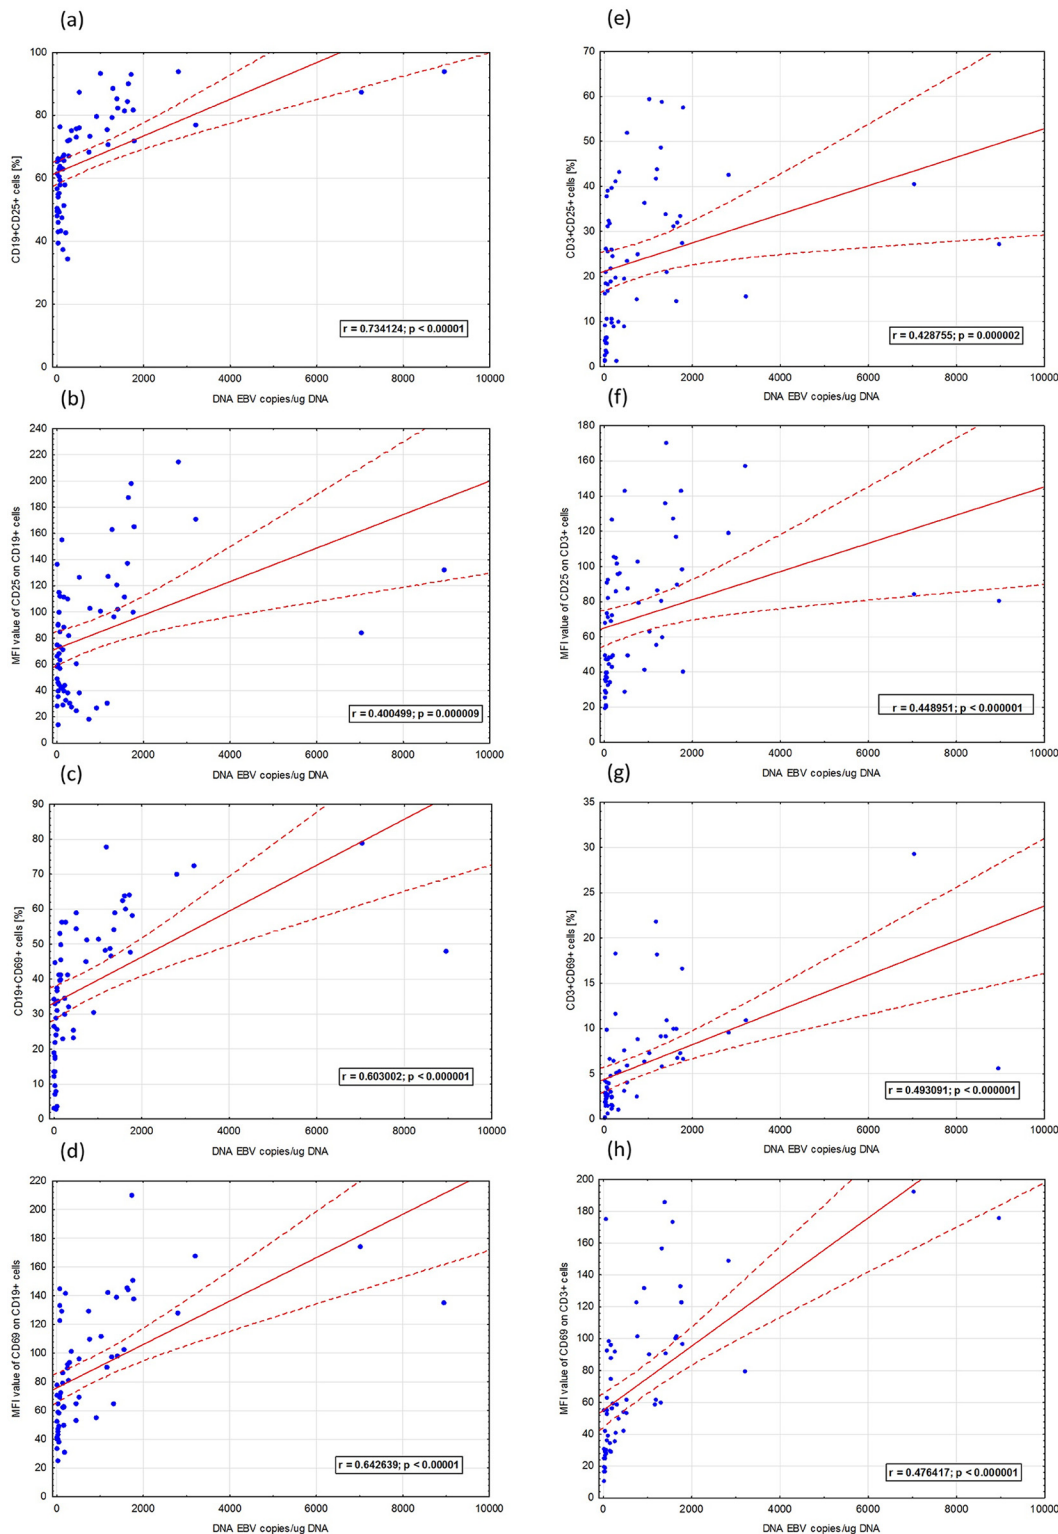 (a)
100
80
60
40
20
0
CD19+CD25+ cells [%]
r = 0.734124; p < 0.00001
0 2000 4000 6000 8000 10000
DNA EBV copies/ug DNA
(b)
240
220
200
180
160
140
120
100
80
60
40
20
0
MFI value of CD25 on CD19+ cells
r = 0.400499; p = 0.000009
0 2000 4000 6000 8000 10000
DNA EBV copies/ug DNA
(c)
90
80
70
60
50
40
30
20
10
0
CD19+CD69+ cells [%]
r = 0.603002; p < 0.000001
0 2000 4000 6000 8000 10000
DNA EBV copies/ug DNA
(d)
220
200
180
160
140
120
100
80
60
40
20
0
MFI value of CD69 on CD19+ cells
r = 0.642639; p < 0.00001
0 2000 4000 6000 8000 10000
DNA EBV copies/ug DNA
(e)
70
60
50
40
30
20
10
0
CD3+CD25+ cells [%]
r = 0.428755; p = 0.000002
0 2000 4000 6000 8000 10000
DNA EBV copies/ug DNA
(f)
180
160
140
120
100
80
60
40
20
0
MFI value of CD25 on CD3+ cells
r = 0.448951; p < 0.000001
0 2000 4000 6000 8000 10000
DNA EBV copies/ug DNA
(g)
35
30
25
20
15
10
5
0
CD3+CD69+ cells [%]
r = 0.493091; p < 0.000001
0 2000 4000 6000 8000 10000
DNA EBV copies/ug DNA
(h)
200
180
160
140
120
100
80
60
40
20
0
MFI value of CD69 on CD3+ cells
r = 0.476417; p < 0.000001
0 2000 4000 6000 8000 10000
DNA EBV copies/ug DNA